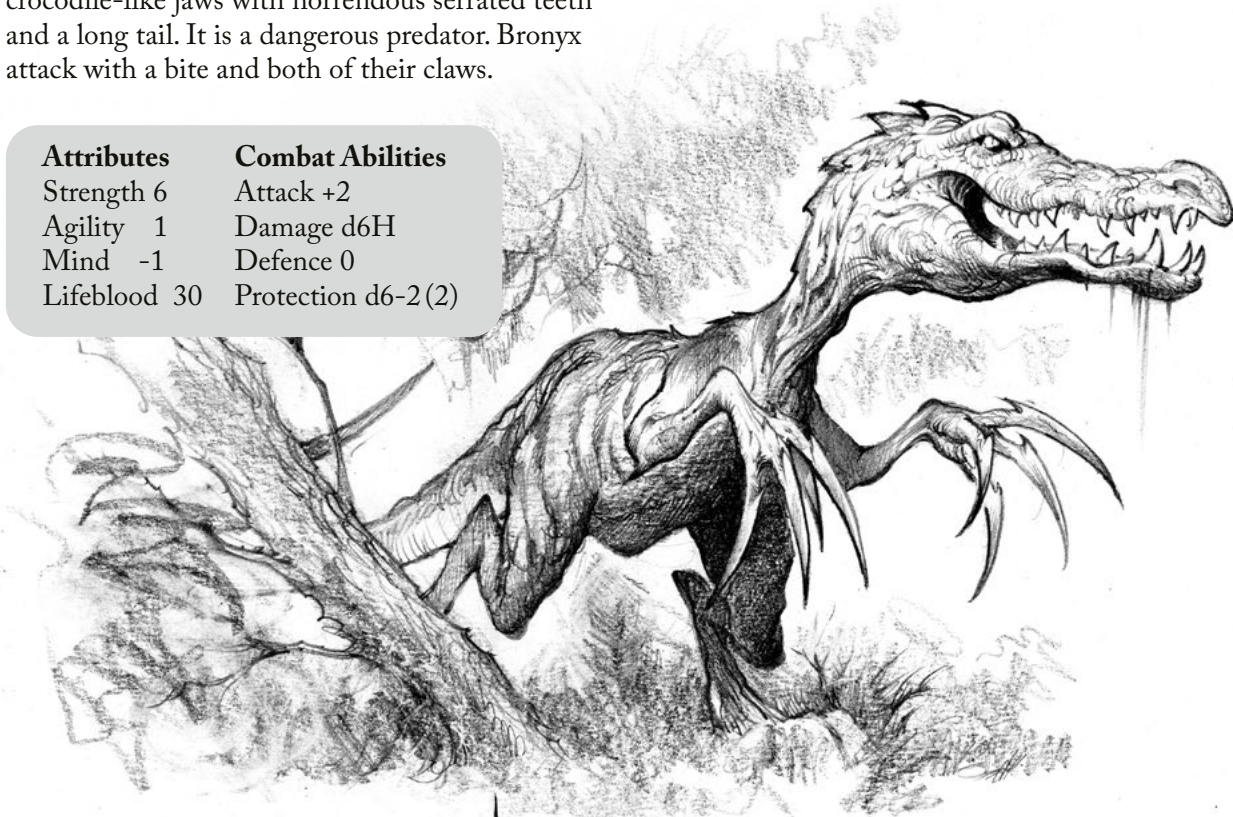 crocodile-like jaws with horrendous serrated teeth
and a long tail. It is a dangerous predator. Bronyx
attack with a bite and both of their claws.
Attributes Combat Abilities
Strength 6 Attack +2
Agility 1 Damage d6H
Mind -1 Defence 0
Lifeblood 30 Protection d6-2 (2)